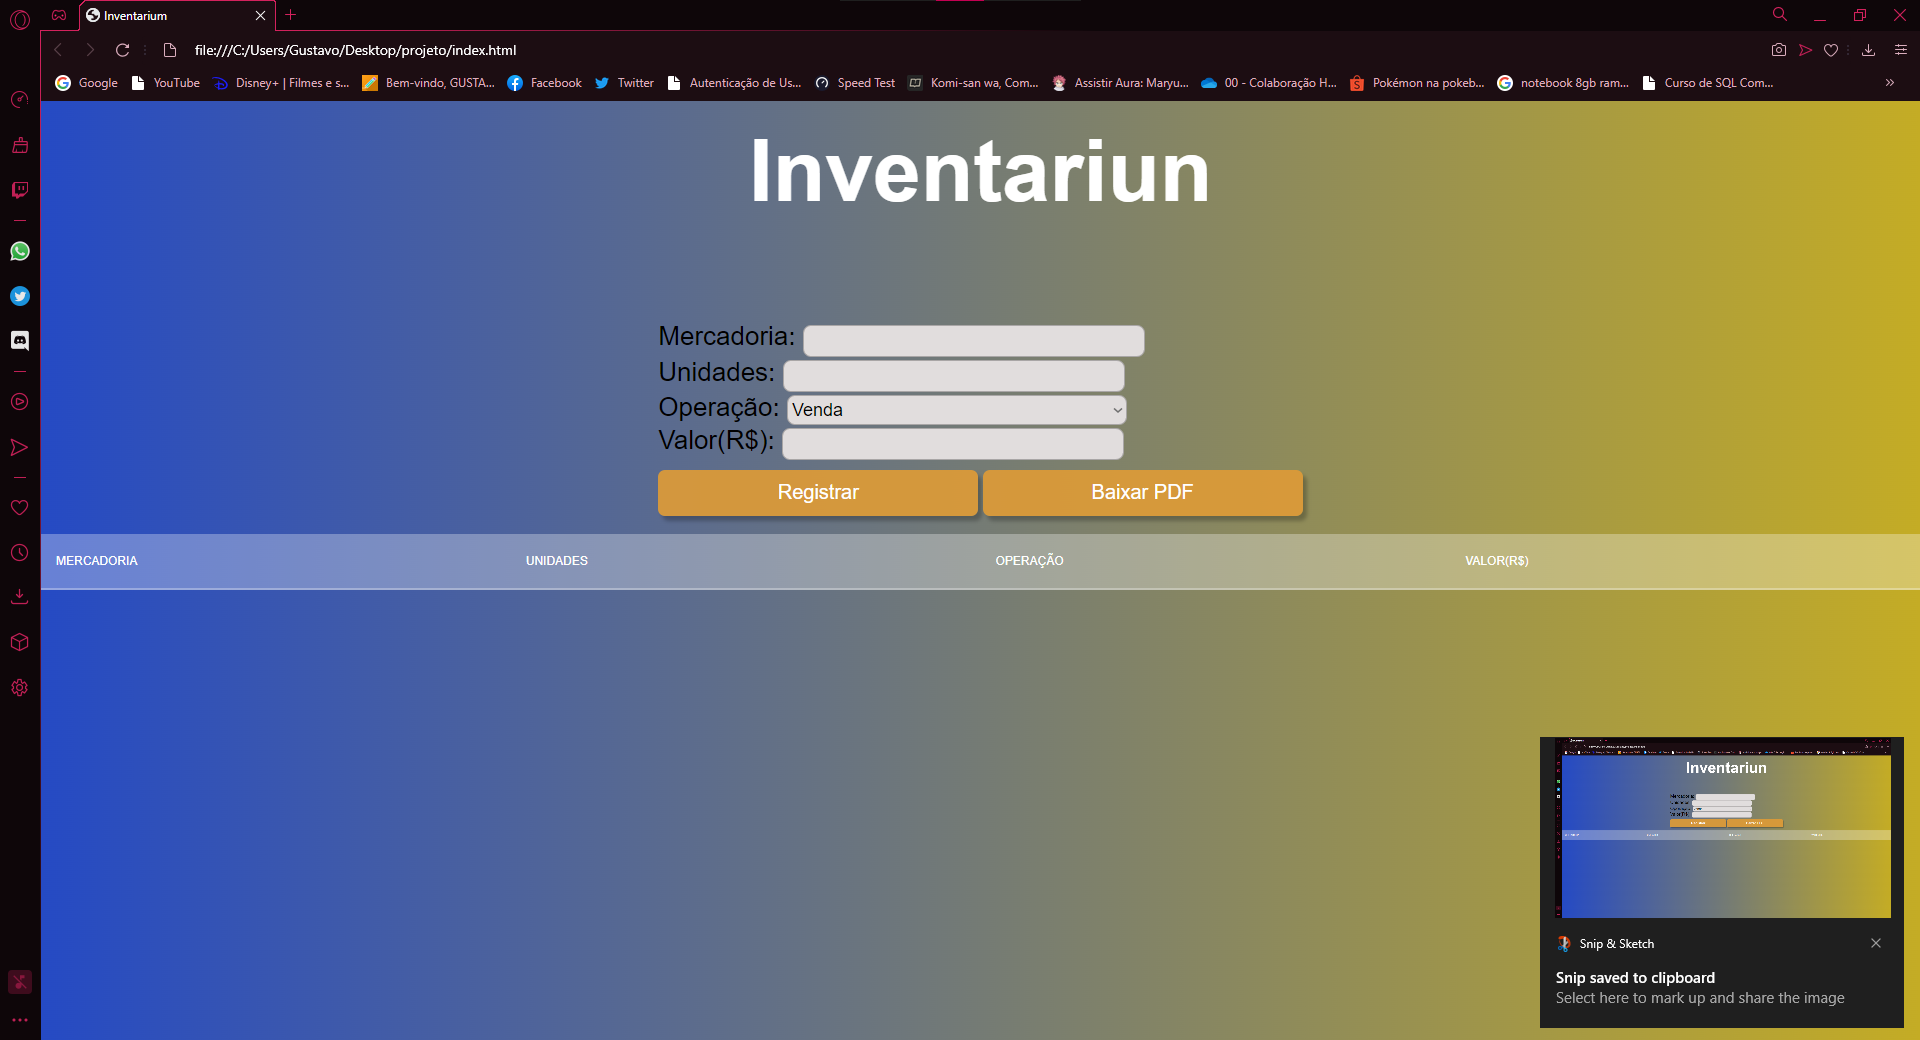 Inventarium
file:///C:/Users/Gustavo/Desktop/projeto/index.html
Google YouTube Disney+ | Filmes e s... Bem-vindo, GUSTA... Facebook Twitter Autenticação de Us... Speed Test Komi-san wa, Com... Assistir Aura: Maryu... 00 - Colaboração H... Pokémon na pokeb... notebook 8gb ram... Curso de SQL Com... »
Inventariun
Mercadoria:
Unidades:
Operação: Venda
Valor(R$):
Registrar Baixar PDF
MERCADORIA UNIDADES OPERAÇÃO VALOR(R$)
Inventariun
Snip & Sketch
Snip saved to clipboard
Select here to mark up and share the image